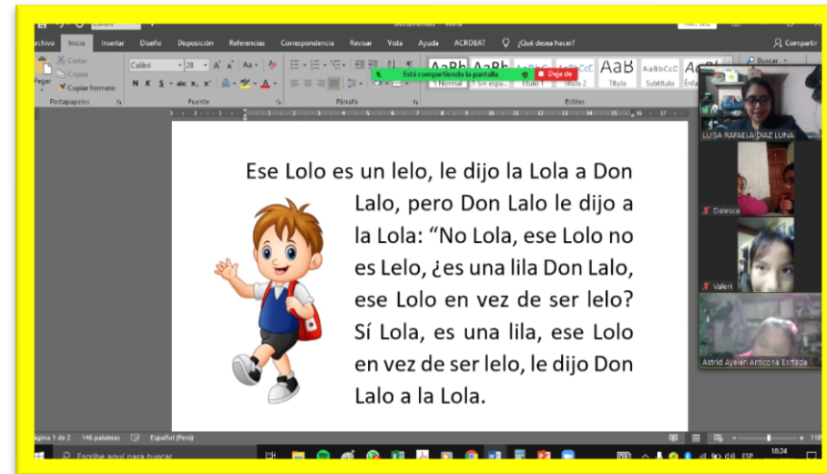 Archivo Inicio Insertar Diseño Disposición Referencias Correspondencia Revisar Vista Ayuda ACROBAT ¿Qué desea hacer? Compartir
Cortar
Copiar
Copiar formato
Pegar
Calibri 28
N K S
Está compartiendo la pantalla
Deja de
Título Subtítulo
Buscar
Portapapeles Fuente Párrafo Estilos
LUISA RAFAELA DIAZ LUNA
Ese Lolo es un lelo, le dijo la Lola a Don
Lalo, pero Don Lalo le dijo a
la Lola: “No Lola, ese Lolo no
es Lelo, ¿es una lila Don Lalo,
ese Lolo en vez de ser lelo?
Sí Lola, es una lila, ese Lolo
en vez de ser lelo, le dijo Don
Lalo a la Lola.
Dalesca
Valeri
Astrid Ayelen
Página 1 de 2 146 palabras Español (Perú)
Escribe aquí para buscar
ESP 18:24